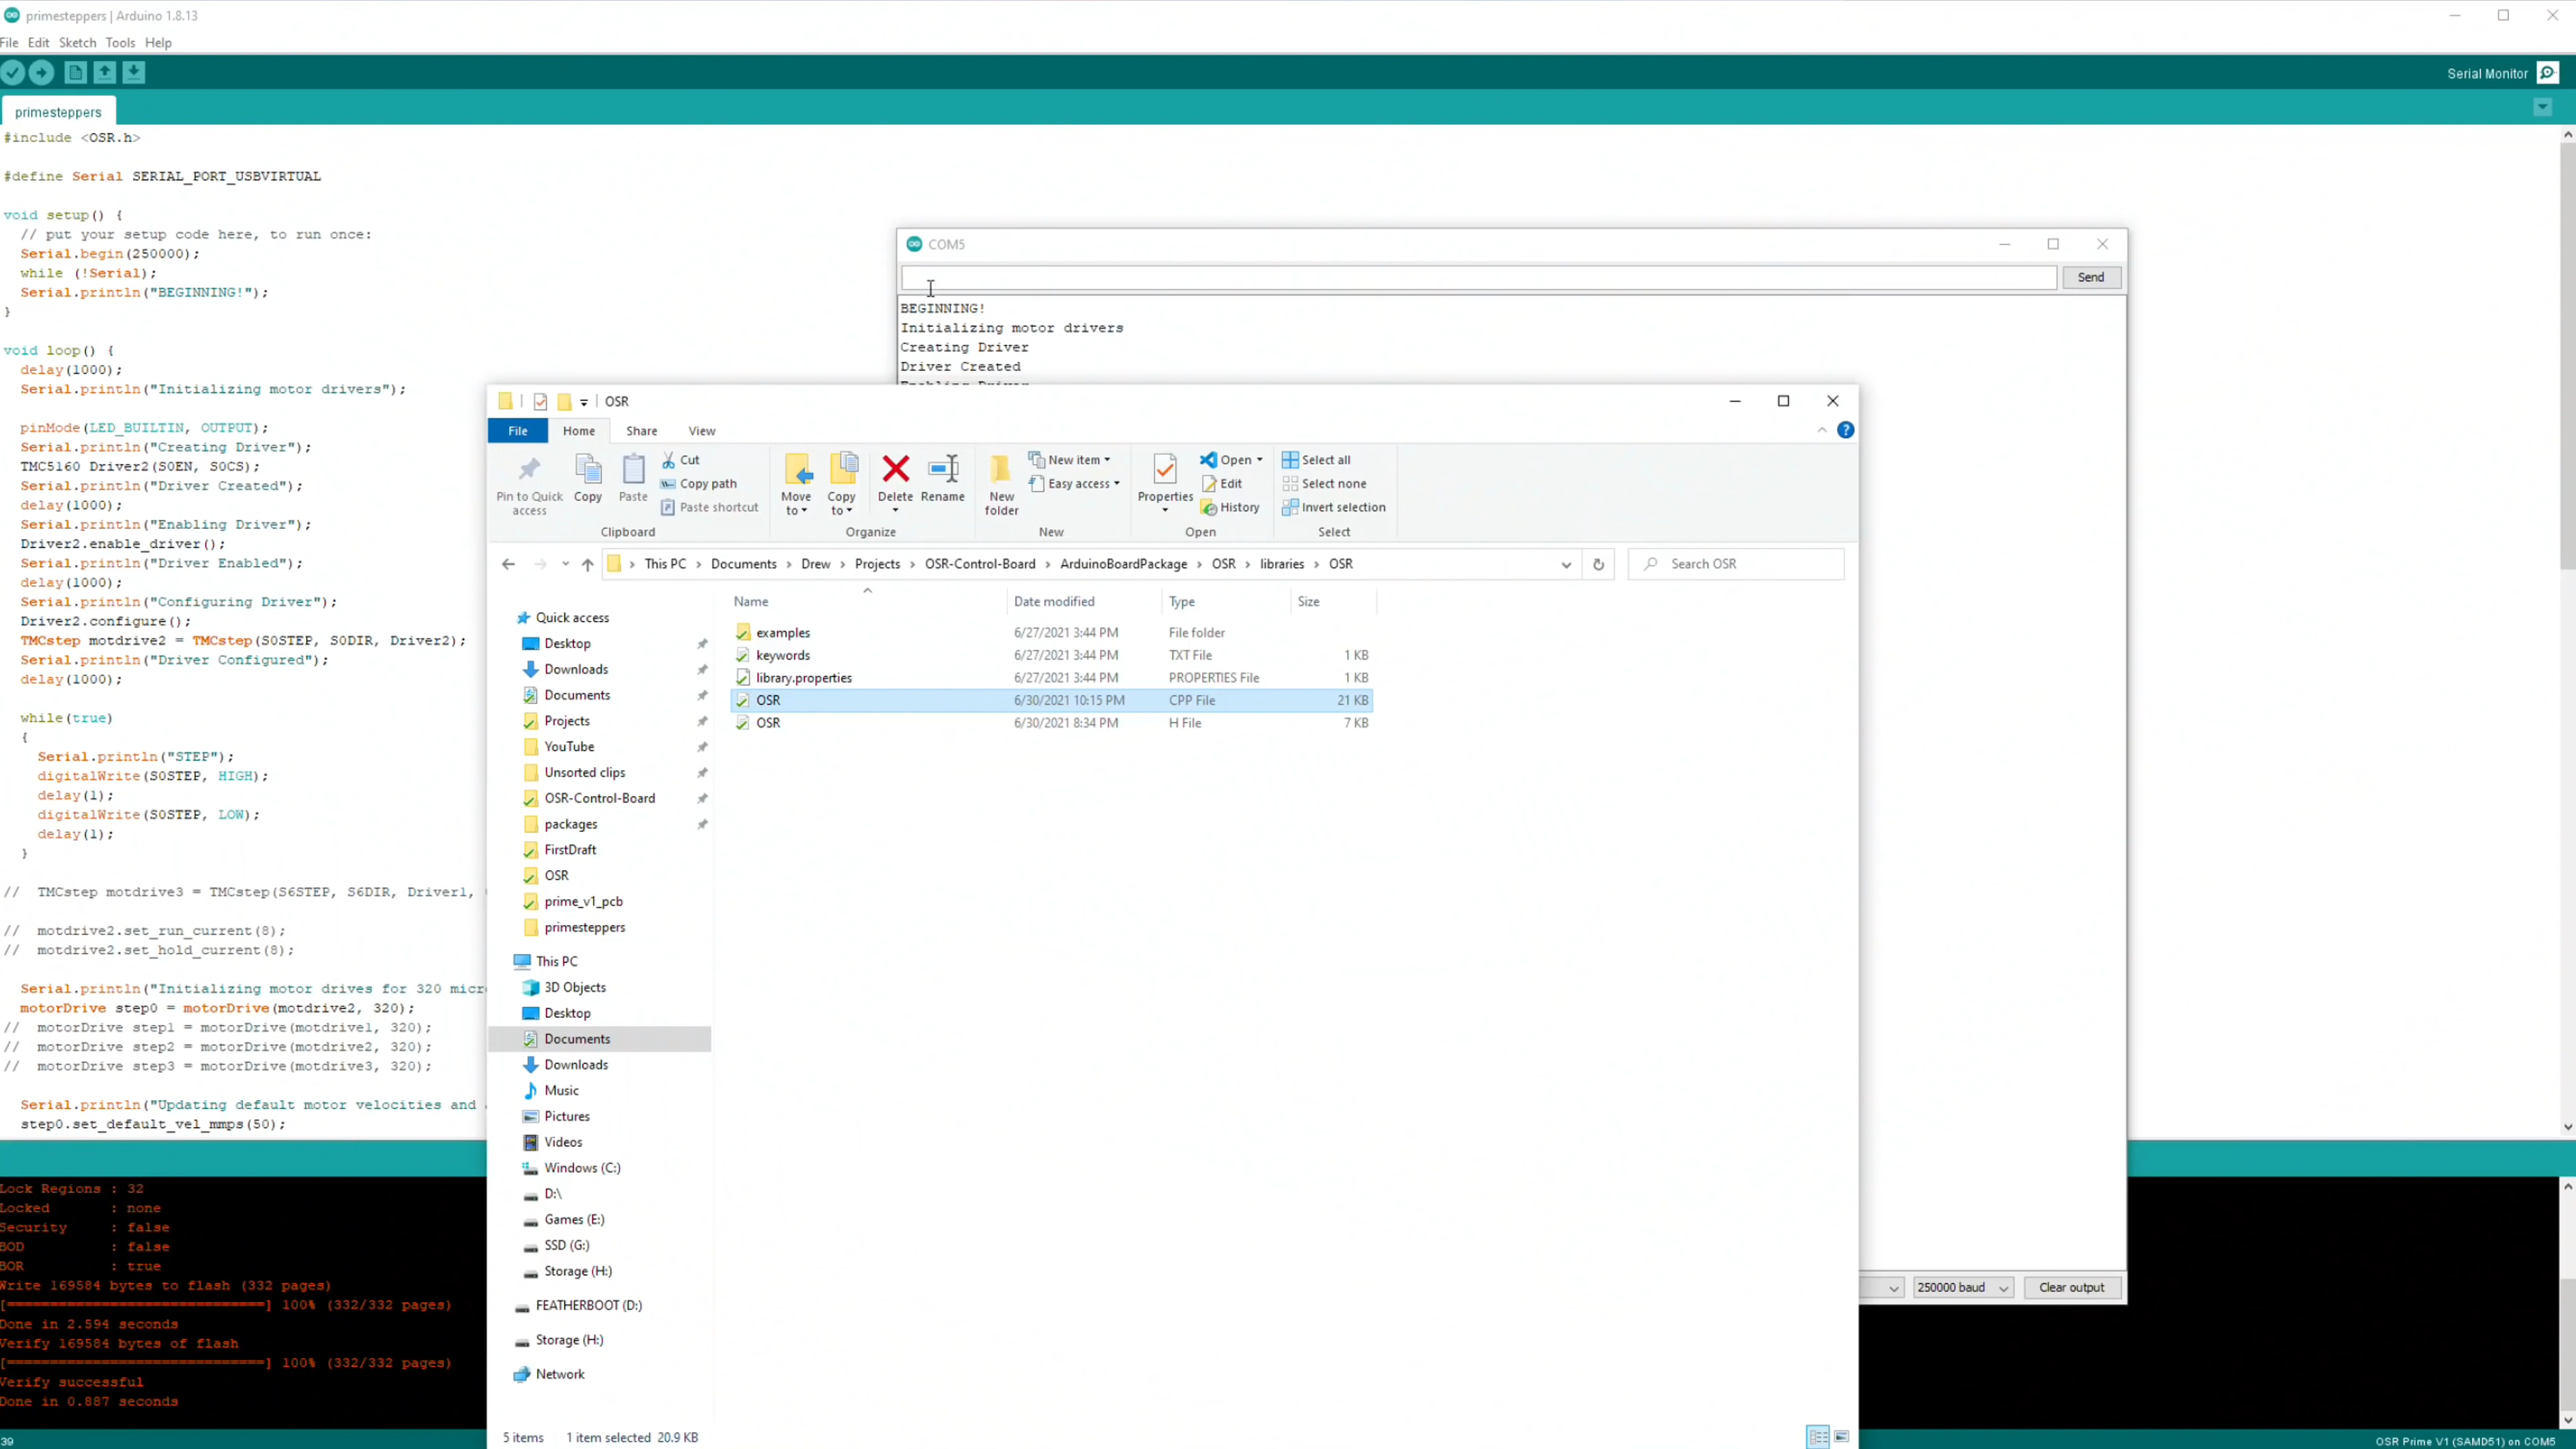 primesteppers | Arduino 1.8.13
File Edit Sketch Tools Help
Serial Monitor
primesteppers
#include <OSR.h>
#define Serial SERIAL_PORT_USBVIRTUAL
void setup() {
// put your setup code here, to run once:
Serial.begin(250000);
while (!Serial);
Serial.println("BEGINNING!");
}
void loop() {
delay(1000);
Serial.println("Initializing motor drivers");
pinMode(LED_BUILTIN, OUTPUT);
Serial.println("Creating Driver");
TMC5160 Driver2(S0EN, S0CS);
Serial.println("Driver Created");
delay(1000);
Serial.println("Enabling Driver");
Driver2.enable_driver();
Serial.println("Driver Enabled");
delay(1000);
Serial.println("Configuring Driver");
Driver2.configure();
TMCstep motdrive2 = TMCstep(S0STEP, S0DIR, Driver2);
Serial.println("Driver Configured");
delay(1000);
while(true)
{
Serial.println("STEP");
digitalWrite(S0STEP, HIGH);
delay(1);
digitalWrite(S0STEP, LOW);
delay(1);
}
// TMCstep motdrive3 = TMCstep(S6STEP, S6DIR, Driver1,
// motdrive2.set_run_current(8);
// motdrive2.set_hold_current(8);
Serial.println("Initializing motor drives for 320 micr
motorDrive step0 = motorDrive(motdrive2, 320);
// motorDrive step1 = motorDrive(motdrive1, 320);
// motorDrive step2 = motorDrive(motdrive2, 320);
// motorDrive step3 = motorDrive(motdrive3, 320);
Serial.println("Updating default motor velocities and
step0.set_default_vel_mmps(50);
Lock Regions : 32
Locked : none
Security : false
BOD : false
BOR : true
Write 169584 bytes to flash (332 pages)
[==============================] 100% (332/332 pages)
Done in 2.594 seconds
Verify 169584 bytes of flash
[==============================] 100% (332/332 pages)
Verify successful
Done in 0.887 seconds
39
OSR Prime V1 (SAMD51) on COM5
COM5
Send
BEGINNING!
Initializing motor drivers
Creating Driver
Driver Created
Enabling Driver
250000 baud
Clear output
OSR
File Home Share View
Pin to Quick access
Copy
Paste
Cut
Copy path
Paste shortcut
Clipboard
Move to
Copy to
Delete
Rename
Organize
New folder
New item
Easy access
New
Properties
Open
Edit
History
Open
Select all
Select none
Invert selection
Select
This PC > Documents > Drew > Projects > OSR-Control-Board > ArduinoBoardPackage > OSR > libraries > OSR
Search OSR
Name Date modified Type Size
examples 6/27/2021 3:44 PM File folder
keywords 6/27/2021 3:44 PM TXT File 1 KB
library.properties 6/27/2021 3:44 PM PROPERTIES File 1 KB
OSR 6/30/2021 10:15 PM CPP File 21 KB
OSR 6/30/2021 8:34 PM H File 7 KB
Quick access
Desktop
Downloads
Documents
Projects
YouTube
Unsorted clips
OSR-Control-Board
packages
FirstDraft
OSR
prime_v1_pcb
primesteppers
This PC
3D Objects
Desktop
Documents
Downloads
Music
Pictures
Videos
Windows (C:)
D:\
Games (E:)
SSD (G:)
Storage (H:)
FEATHERBOOT (D:)
Storage (H:)
Network
5 items 1 item selected 20.9 KB